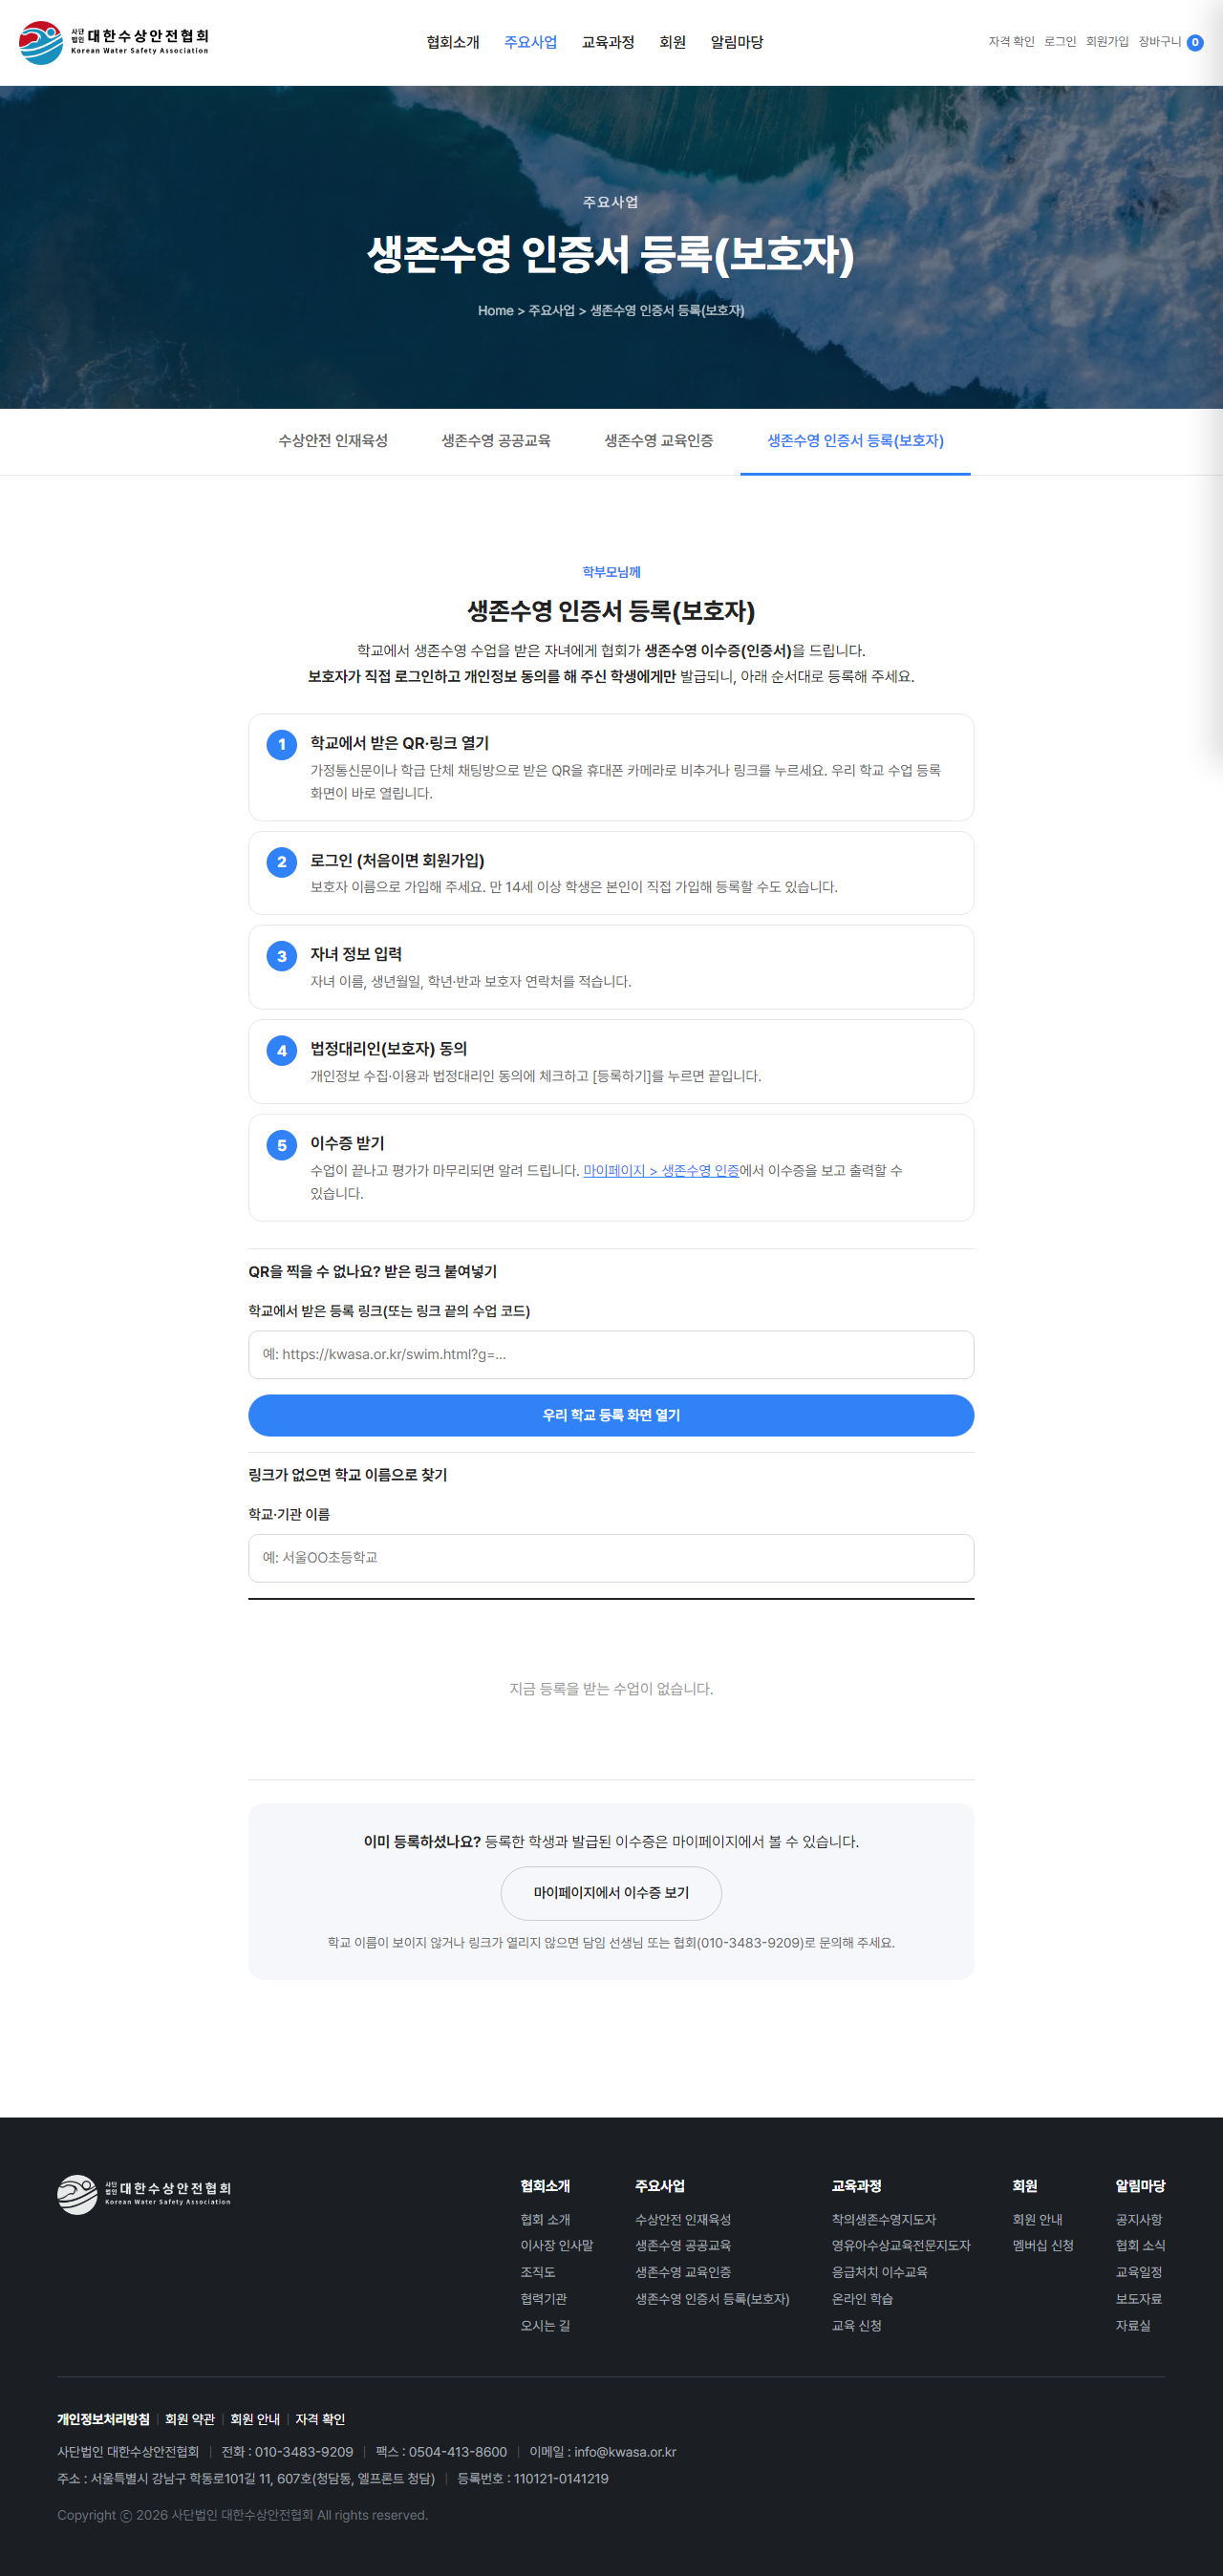 사단법인 대한수상안전협회
Korean Water Safety Association
협회소개 주요사업 교육과정 회원 알림마당
자격 확인 로그인 회원가입 장바구니 0
주요사업
생존수영 인증서 등록(보호자)
Home > 주요사업 > 생존수영 인증서 등록(보호자)
수상안전 인재육성 생존수영 공공교육 생존수영 교육인증 생존수영 인증서 등록(보호자)
학부모님께
생존수영 인증서 등록(보호자)
학교에서 생존수영 수업을 받은 자녀에게 협회가 생존수영 이수증(인증서)을 드립니다.
보호자가 직접 로그인하고 개인정보 동의를 해 주신 학생에게만 발급되니, 아래 순서대로 등록해 주세요.
1 학교에서 받은 QR·링크 열기
가정통신문이나 학급 단체 채팅방으로 받은 QR을 휴대폰 카메라로 비추거나 링크를 누르세요. 우리 학교 수업 등록
화면이 바로 열립니다.
2 로그인 (처음이면 회원가입)
보호자 이름으로 가입해 주세요. 만 14세 이상 학생은 본인이 직접 가입해 등록할 수도 있습니다.
3 자녀 정보 입력
자녀 이름, 생년월일, 학년·반과 보호자 연락처를 적습니다.
4 법정대리인(보호자) 동의
개인정보 수집·이용과 법정대리인 동의에 체크하고 [등록하기]를 누르면 끝입니다.
5 이수증 받기
수업이 끝나고 평가가 마무리되면 알려 드립니다. 마이페이지 > 생존수영 인증에서 이수증을 보고 출력할 수
있습니다.
QR을 찍을 수 없나요? 받은 링크 붙여넣기
학교에서 받은 등록 링크(또는 링크 끝의 수업 코드)
예: https://kwasa.or.kr/swim.html?g=...
우리 학교 등록 화면 열기
링크가 없으면 학교 이름으로 찾기
학교·기관 이름
예: 서울OO초등학교
지금 등록을 받는 수업이 없습니다.
이미 등록하셨나요? 등록한 학생과 발급된 이수증은 마이페이지에서 볼 수 있습니다.
마이페이지에서 이수증 보기
학교 이름이 보이지 않거나 링크가 열리지 않으면 담임 선생님 또는 협회(010-3483-9209)로 문의해 주세요.
사단법인 대한수상안전협회
Korean Water Safety Association
협회소개 주요사업 교육과정 회원 알림마당
협회 소개 수상안전 인재육성 착의생존수영지도자 회원 안내 공지사항
이사장 인사말 생존수영 공공교육 영유아수상교육전문지도자 멤버십 신청 협회 소식
조직도 생존수영 교육인증 응급처치 이수교육 교육일정
협력기관 생존수영 인증서 등록(보호자) 온라인 학습 보도자료
오시는 길 교육 신청 자료실
개인정보처리방침 | 회원 약관 | 회원 안내 | 자격 확인
사단법인 대한수상안전협회 | 전화 : 010-3483-9209 | 팩스 : 0504-413-8600 | 이메일 : info@kwasa.or.kr
주소 : 서울특별시 강남구 학동로101길 11, 607호(청담동, 엘프론트 청담) | 등록번호 : 110121-0141219
Copyright ⓒ 2026 사단법인 대한수상안전협회 All rights reserved.